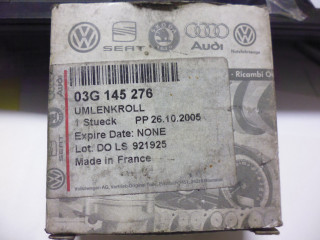 SEAT
Audi
Nutzfahrzeuge
03G 145 276
UMLENKROLL
1 Stueck PP 26.10.2005
Expire Date: NONE
Lot: DO LS 921925
Made in France
- Ricambi O